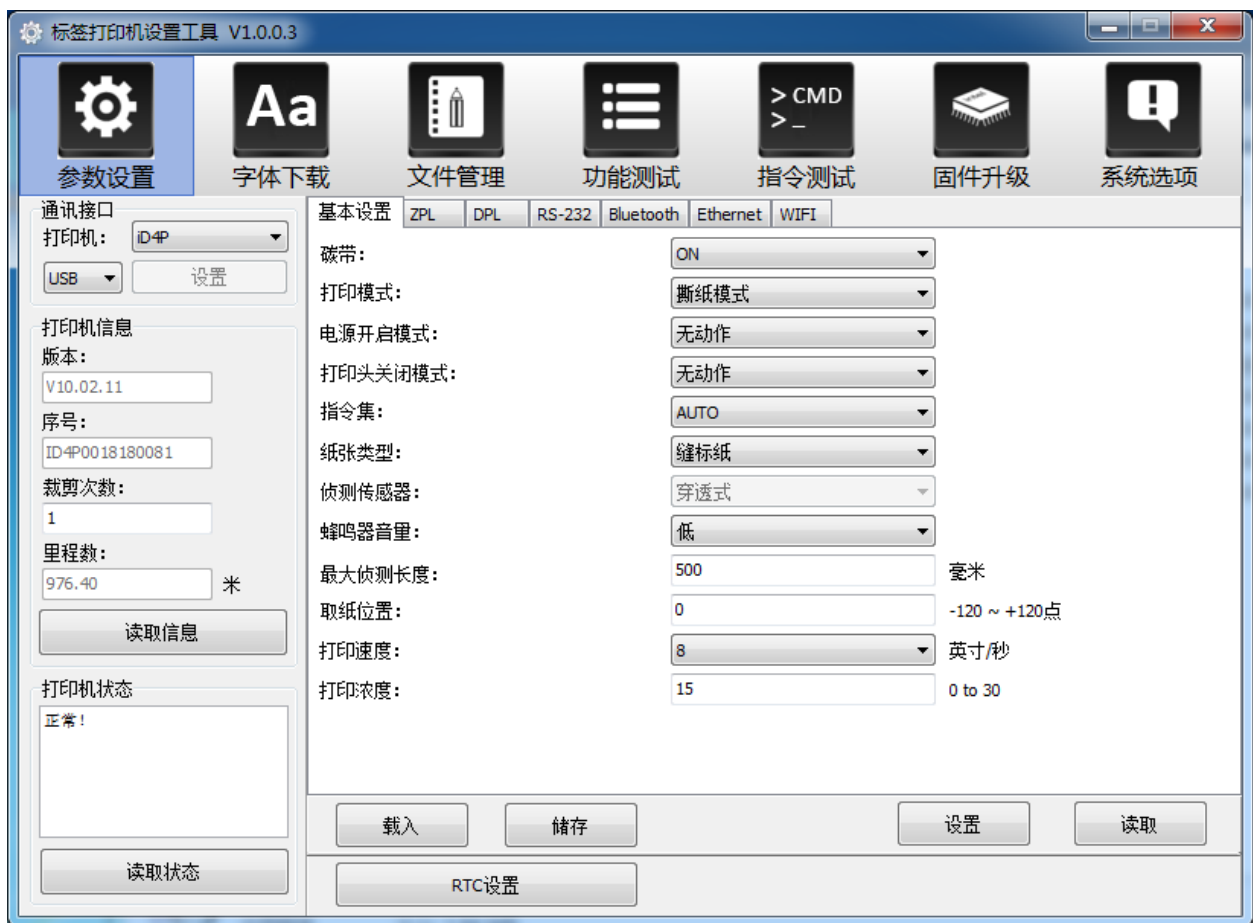 标签打印机设置工具 V1.0.0.3
Aa
> CMD
>_
参数设置
字体下载
文件管理
功能测试
指令测试
固件升级
系统选项
通讯接口
打印机： iD4P
USB 设置
打印机信息
版本：
V10.02.11
序号：
ID4P0018180081
裁剪次数：
1
里程数：
976.40 米
读取信息
打印机状态
正常！
读取状态
基本设置 ZPL DPL RS-232 Bluetooth Ethernet WIFI
碳带： ON
打印模式： 撕纸模式
电源开启模式： 无动作
打印头关闭模式： 无动作
指令集： AUTO
纸张类型： 缝标纸
侦测传感器： 穿透式
蜂鸣器音量： 低
最大侦测长度： 500 毫米
取纸位置： 0 -120 ~ +120点
打印速度： 8 英寸/秒
打印浓度： 15 0 to 30
载入 储存 设置 读取
RTC设置